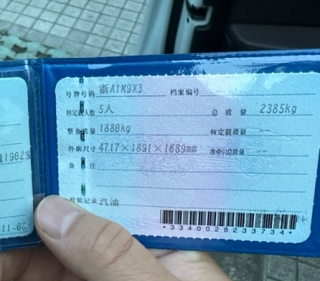 号牌号码 浙A1M9X3 档案编号
核定载人数 5人 总质量 2385kg
整备质量 1880kg 核定载质量 --
外廓尺寸 4717×1891×1689mm 准牵引总质量 --
备注
检验记录 汽油
*3340028233734*